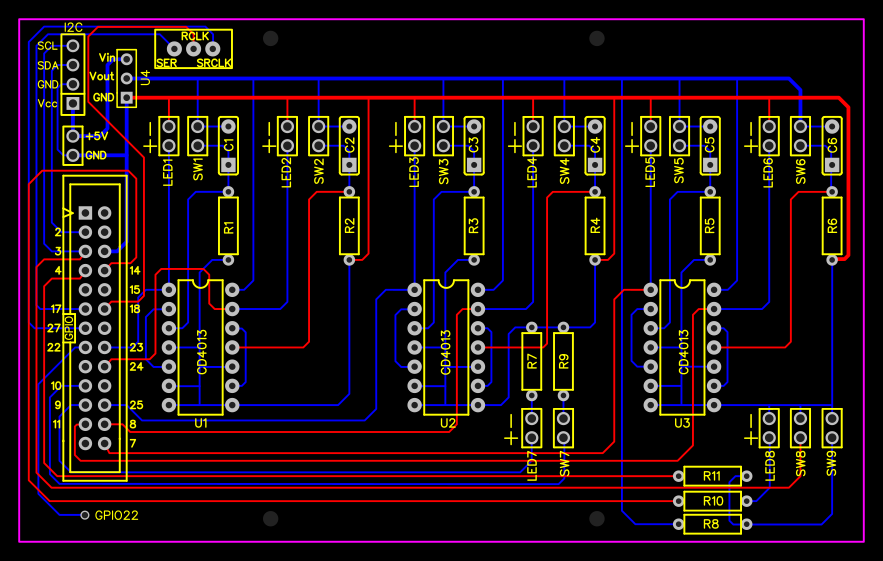 I2C
SCL
SDA
GND
Vcc
Vin
Vout
GND
U4
RCLK
SER
SRCLK
+5V
GND
LED1
SW1
C1
LED2
SW2
C2
LED3
SW3
C3
LED4
SW4
C4
LED5
SW5
C5
LED6
SW6
C6
R1
R2
R3
R4
R5
R6
V
2
3
4
14
15
17
18
27
GPIO
22
23
24
10
9
25
11
8
7
CD4013
U1
CD4013
U2
CD4013
U3
R7
R9
LED7
SW7
LED8
SW8
SW9
R11
R10
R8
GPIO22